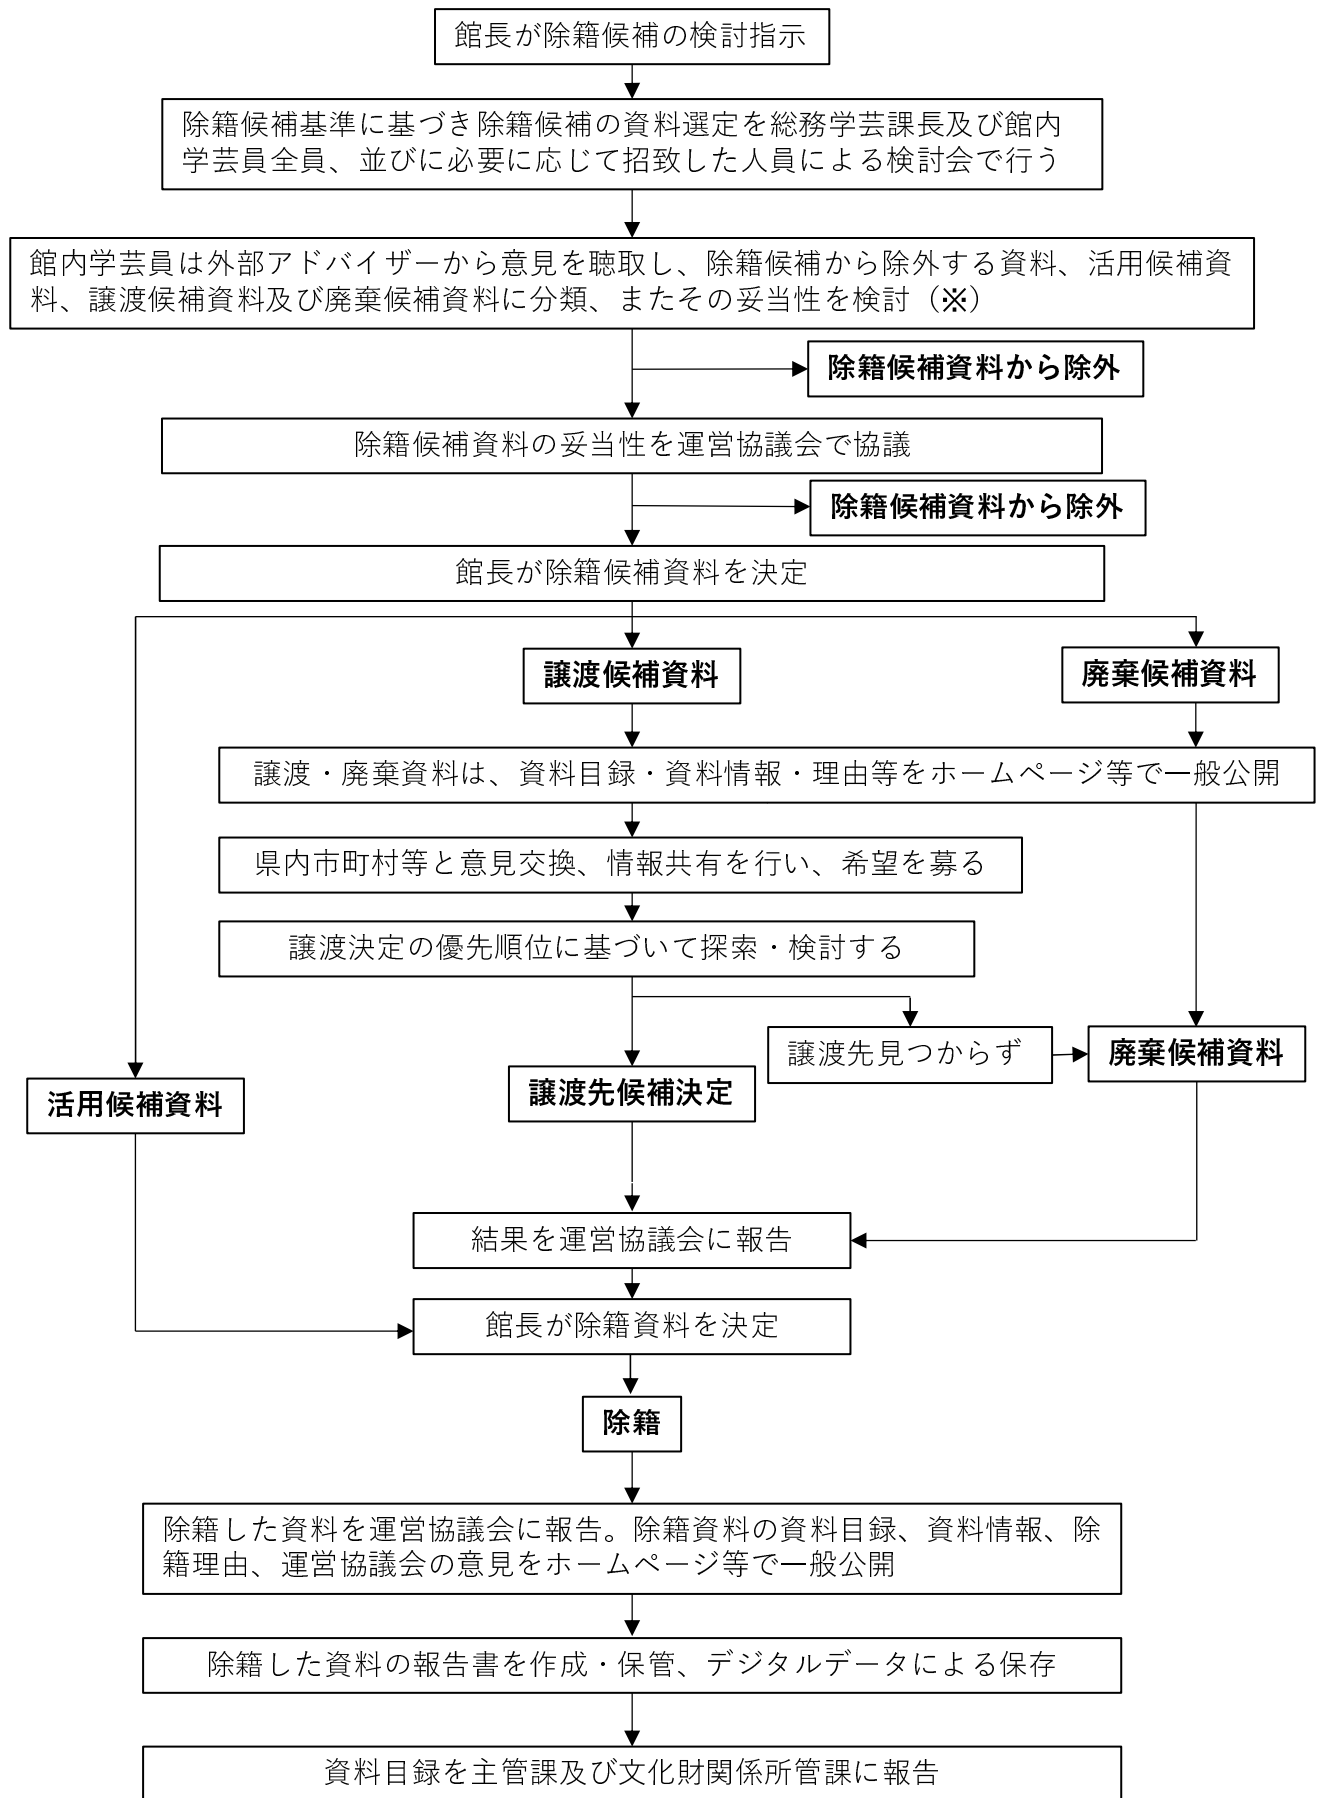 館長が除籍候補の検討指示
除籍候補基準に基づき除籍候補の資料選定を総務学芸課長及び館内
学芸員全員、並びに必要に応じて招致した人員による検討会で行う
館内学芸員は外部アドバイザーから意見を聴取し、除籍候補から除外する資料、活用候補資
料、譲渡候補資料及び廃棄候補資料に分類、またその妥当性を検討（※）
除籍候補資料から除外
除籍候補資料の妥当性を運営協議会で協議
除籍候補資料から除外
館長が除籍候補資料を決定
譲渡候補資料
廃棄候補資料
譲渡・廃棄資料は、資料目録・資料情報・理由等をホームページ等で一般公開
県内市町村等と意見交換、情報共有を行い、希望を募る
譲渡決定の優先順位に基づいて探索・検討する
譲渡先見つからず
廃棄候補資料
活用候補資料
譲渡先候補決定
結果を運営協議会に報告
館長が除籍資料を決定
除籍
除籍した資料を運営協議会に報告。除籍資料の資料目録、資料情報、除
籍理由、運営協議会の意見をホームページ等で一般公開
除籍した資料の報告書を作成・保管、デジタルデータによる保存
資料目録を主管課及び文化財関係所管課に報告